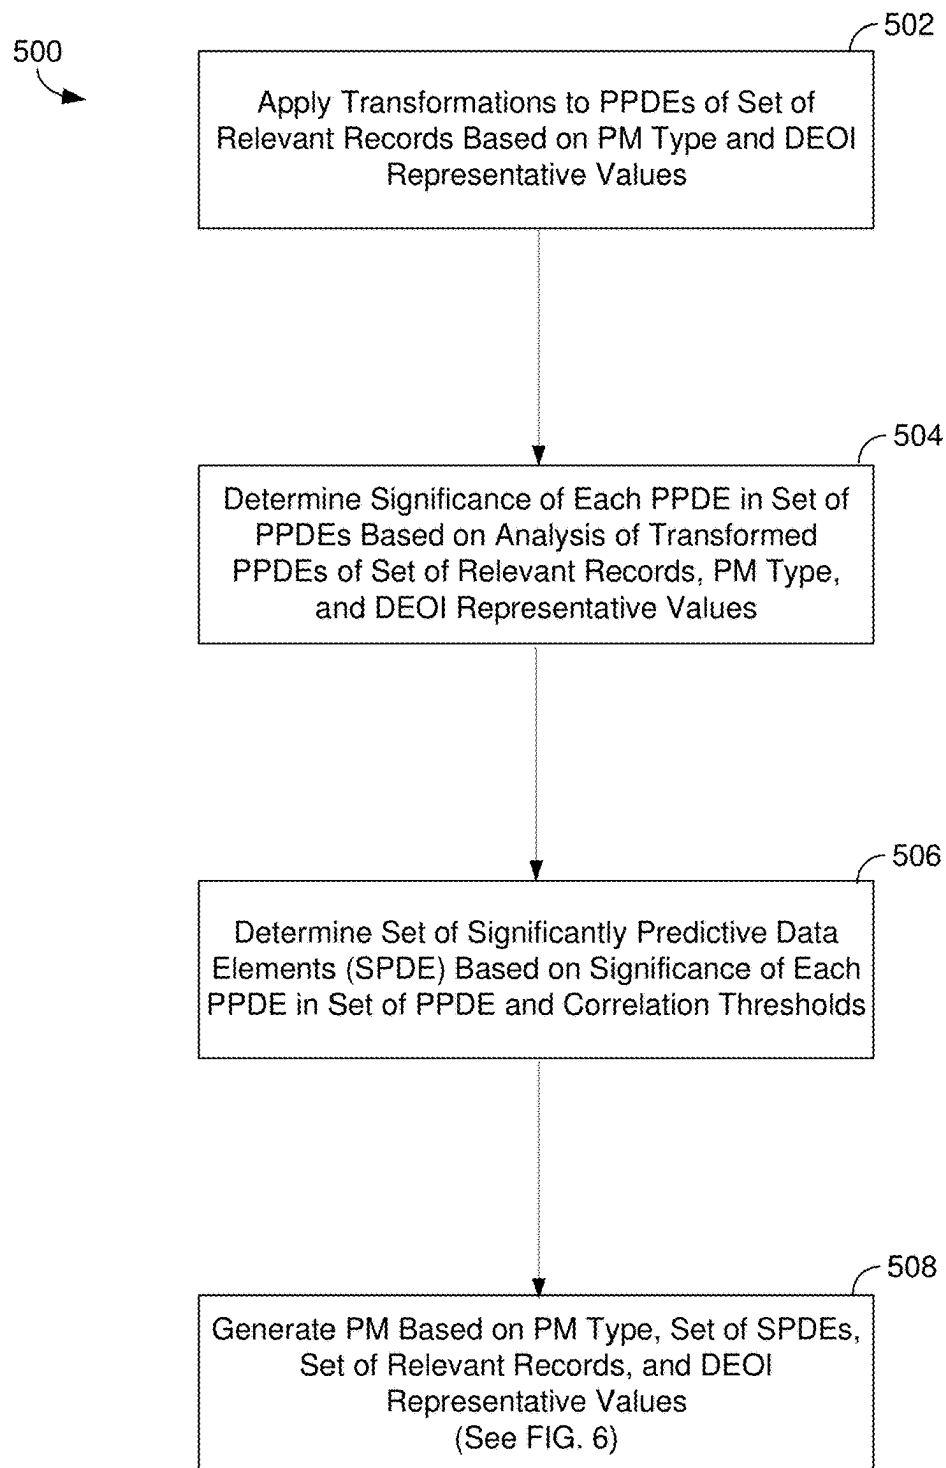 500
502
Apply Transformations to PPDEs of Set of
Relevant Records Based on PM Type and DEOI
Representative Values
504
Determine Significance of Each PPDE in Set of
PPDEs Based on Analysis of Transformed
PPDEs of Set of Relevant Records, PM Type,
and DEOI Representative Values
506
Determine Set of Significantly Predictive Data
Elements (SPDE) Based on Significance of Each
PPDE in Set of PPDE and Correlation Thresholds
508
Generate PM Based on PM Type, Set of SPDEs,
Set of Relevant Records, and DEOI
Representative Values
(See FIG. 6)